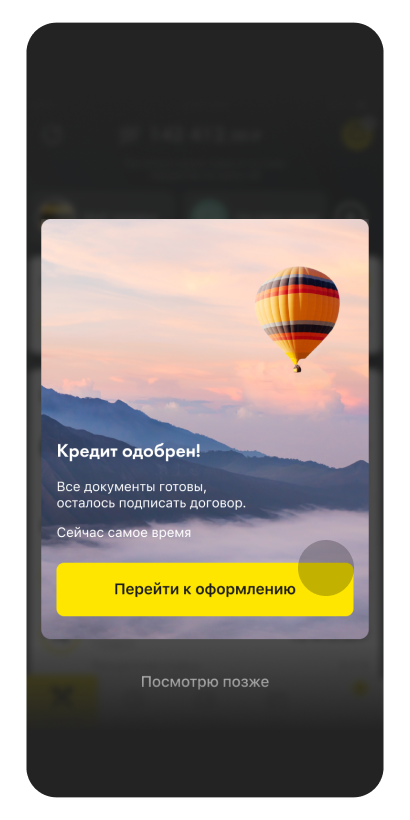 Кредит одобрен!
Все документы готовы,
осталось подписать договор.
Сейчас самое время
Перейти к оформлению
Посмотрю позже